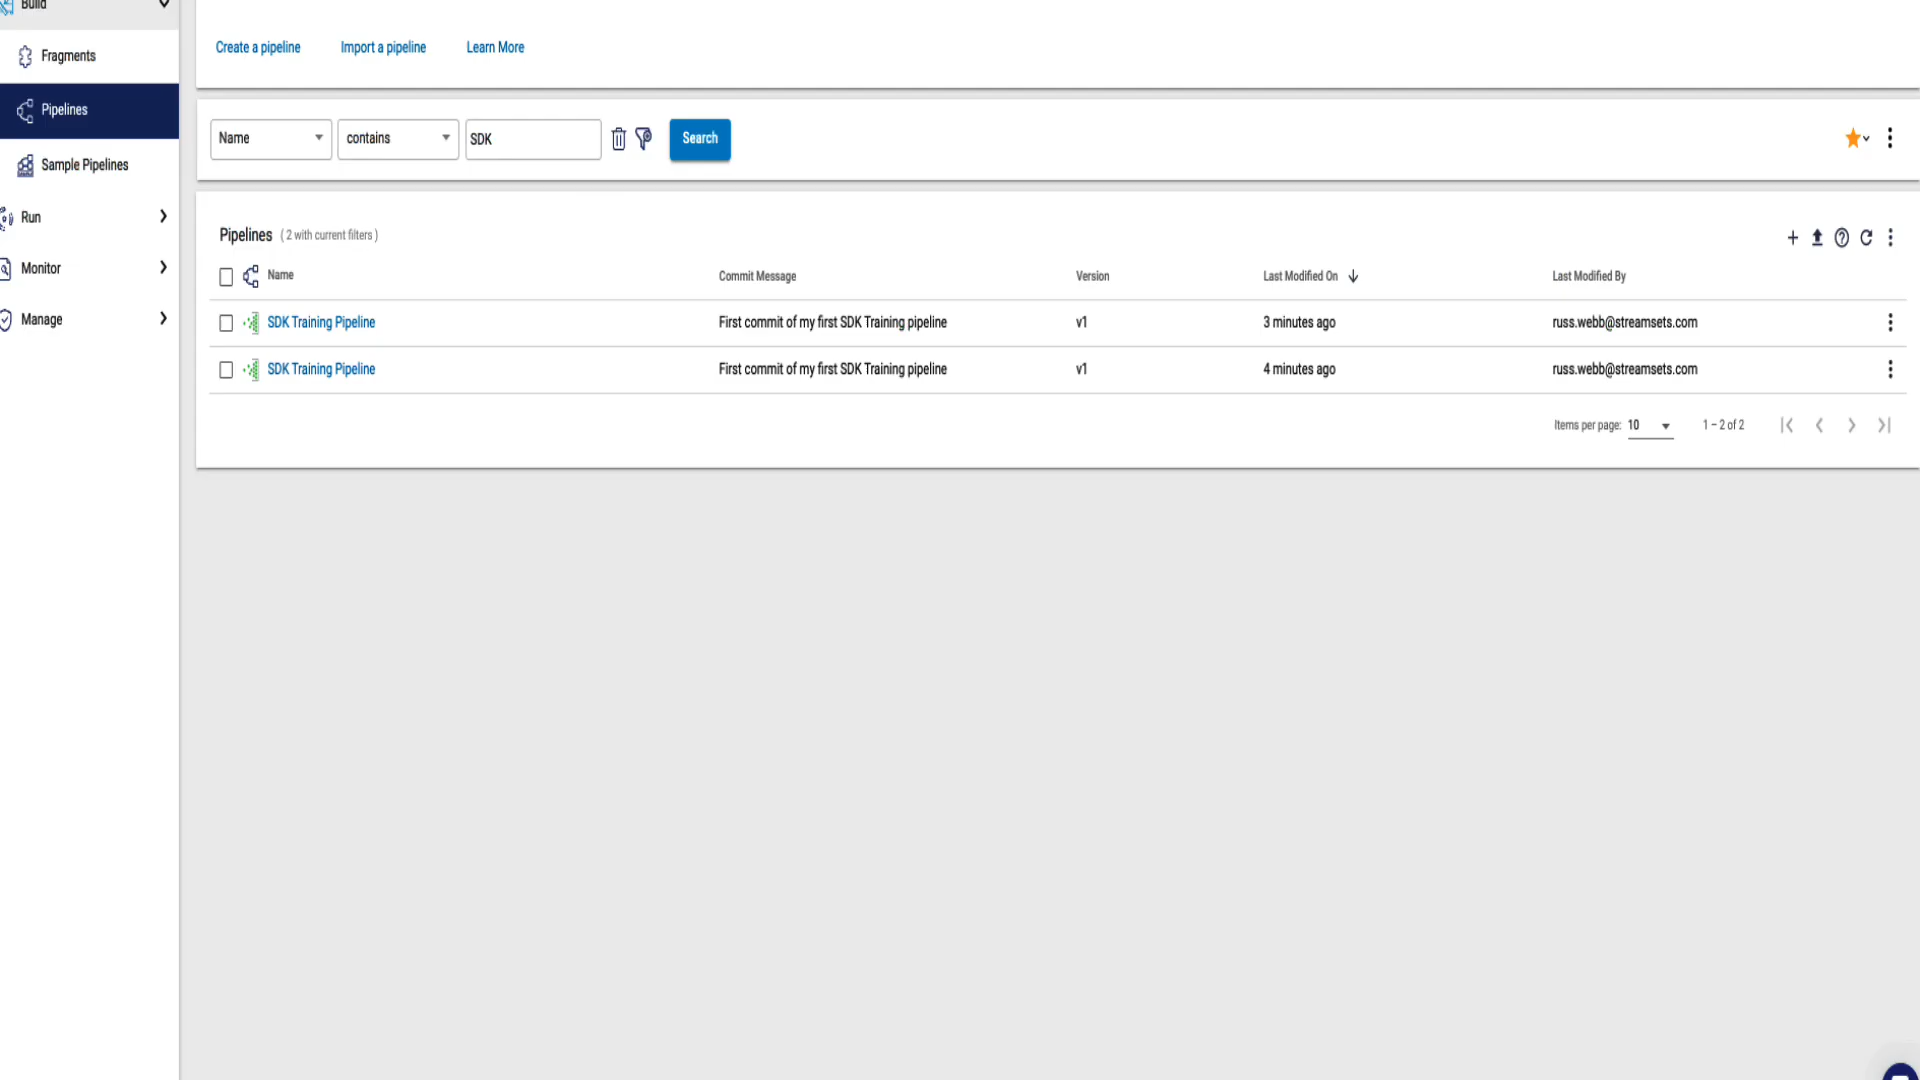 Build
Fragments
Pipelines
Sample Pipelines
Run
Monitor
Manage
Create a pipeline Import a pipeline Learn More
Name contains SDK Search
Pipelines ( 2 with current filters )
Name Commit Message Version Last Modified On Last Modified By
SDK Training Pipeline First commit of my first SDK Training pipeline v1 3 minutes ago russ.webb@streamsets.com
SDK Training Pipeline First commit of my first SDK Training pipeline v1 4 minutes ago russ.webb@streamsets.com
Items per page: 10 1 – 2 of 2